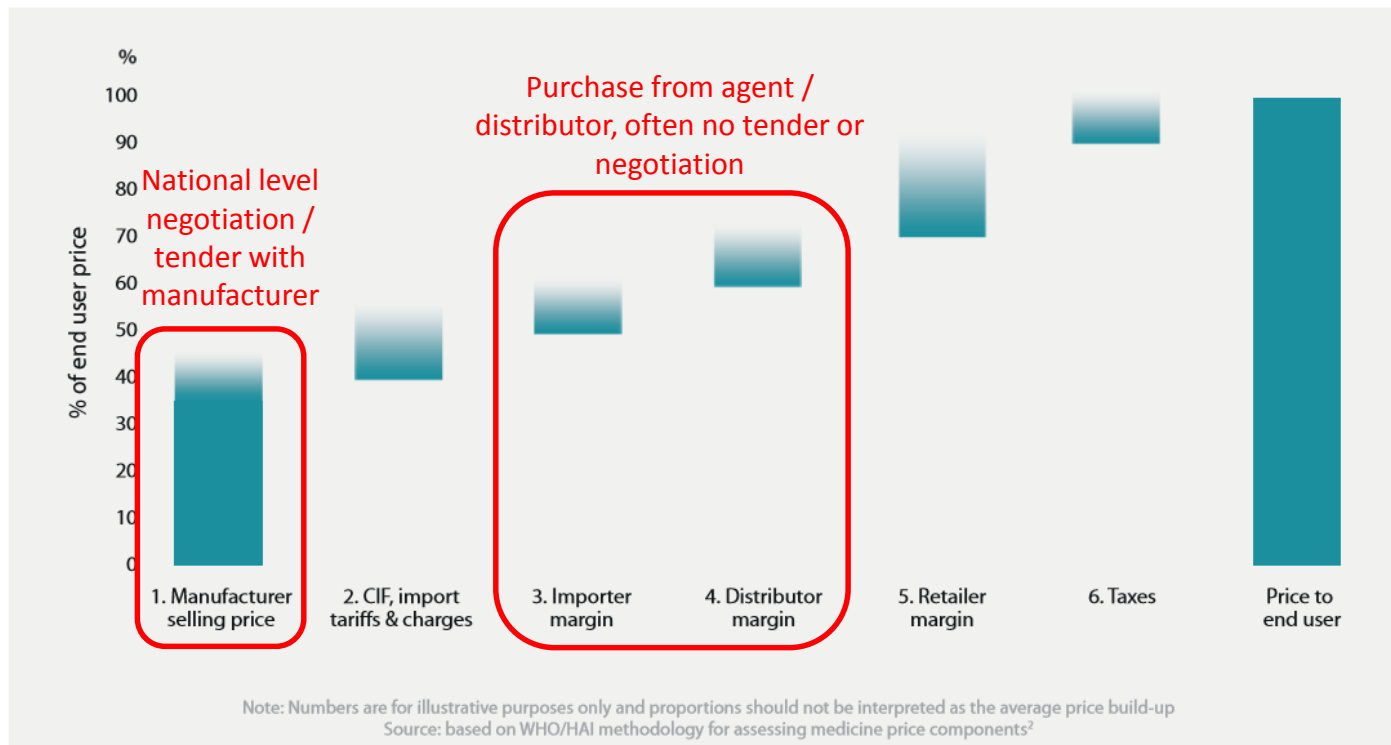 %
100
90
80
70
60
50
40
30
20
10
0
% of end user price
National level
negotiation /
tender with
manufacturer
Purchase from agent /
distributor, often no tender or
negotiation
1. Manufacturer
selling price
2. CIF, import
tariffs & charges
3. Importer
margin
4. Distributor
margin
5. Retailer
margin
6. Taxes
Price to
end user
Note: Numbers are for illustrative purposes only and proportions should not be interpreted as the average price build-up
Source: based on WHO/HAI methodology for assessing medicine price components²